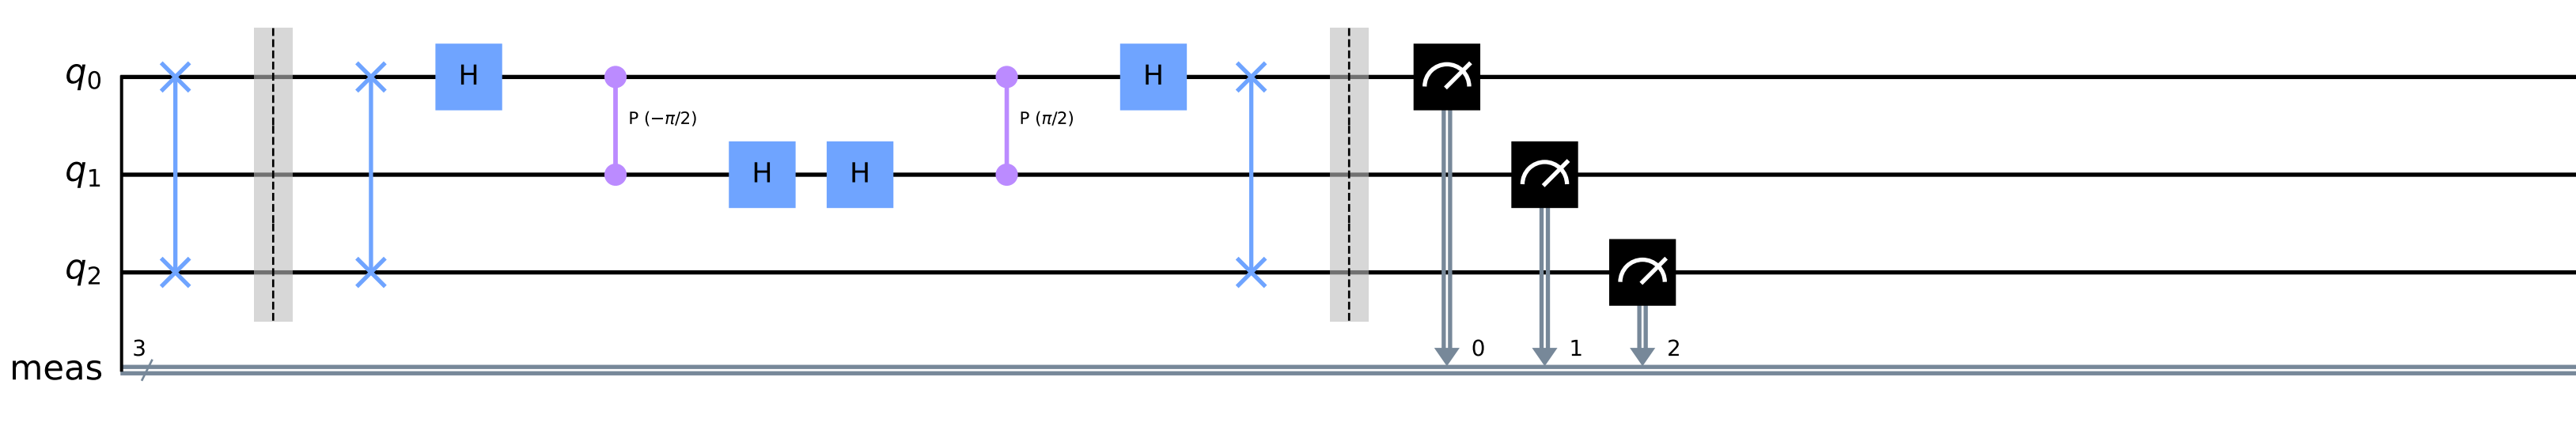 q0 H H
P (−π/2) P (π/2)
q1 H H
q2
3 0 1 2
meas